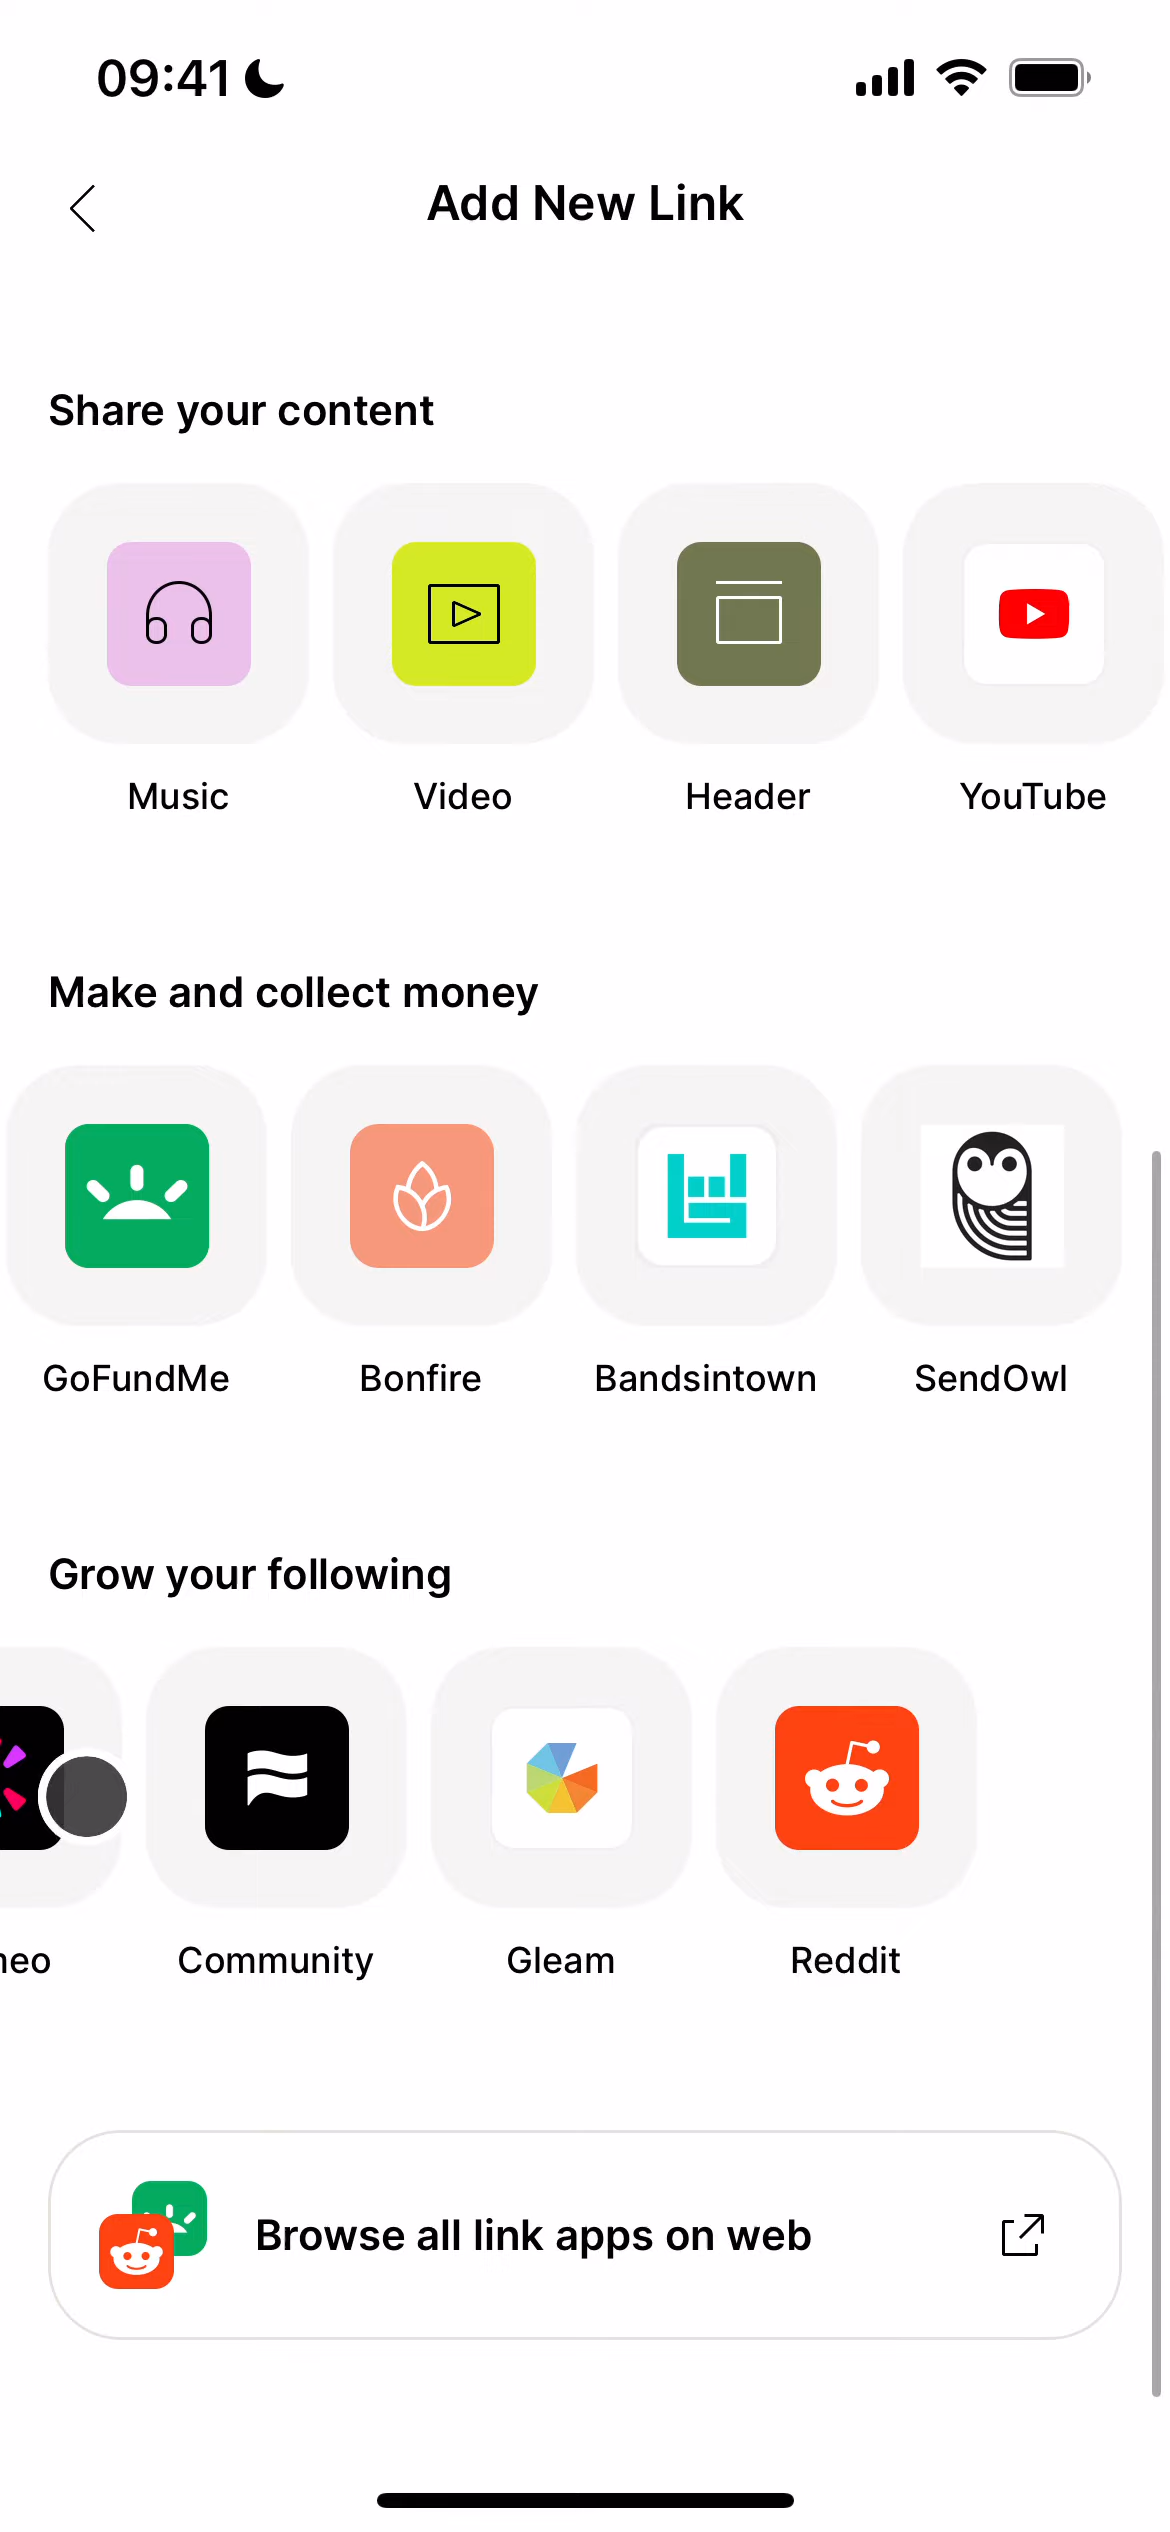 09:41
Add New Link
Share your content
Music Video Header YouTube
Make and collect money
GoFundMe Bonfire Bandsintown SendOwl
Grow your following
Community Gleam Reddit
Browse all link apps on web